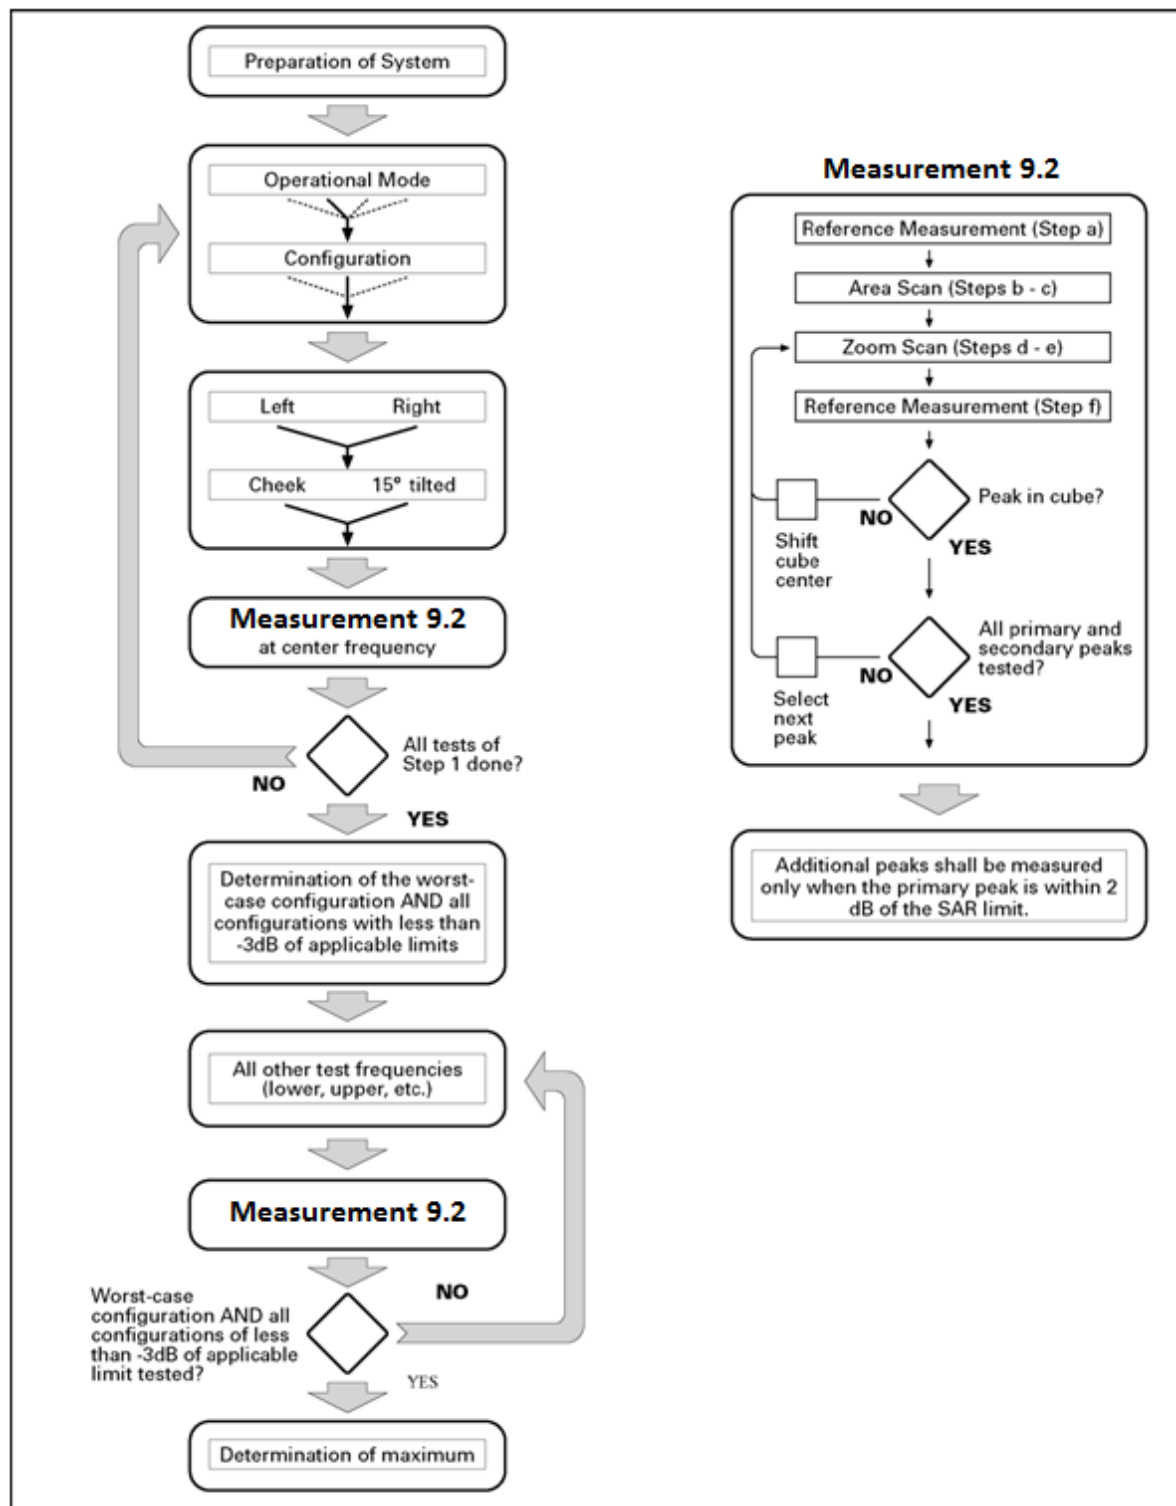 Preparation of System
Operational Mode
Configuration
Left Right
Cheek 15° tilted
Measurement 9.2
at center frequency
All tests of
Step 1 done?
NO
YES
Determination of the worst-
case configuration AND all
configurations with less than
-3dB of applicable limits
All other test frequencies
(lower, upper, etc.)
Measurement 9.2
NO
Worst-case
configuration AND all
configurations of less
than -3dB of applicable
limit tested?
YES
Determination of maximum
Measurement 9.2
Reference Measurement (Step a)
Area Scan (Steps b - c)
Zoom Scan (Steps d - e)
Reference Measurement (Step f)
Peak in cube?
NO
YES
Shift
cube
center
All primary and
secondary peaks
tested?
NO
YES
Select
next
peak
Additional peaks shall be measured
only when the primary peak is within 2
dB of the SAR limit.